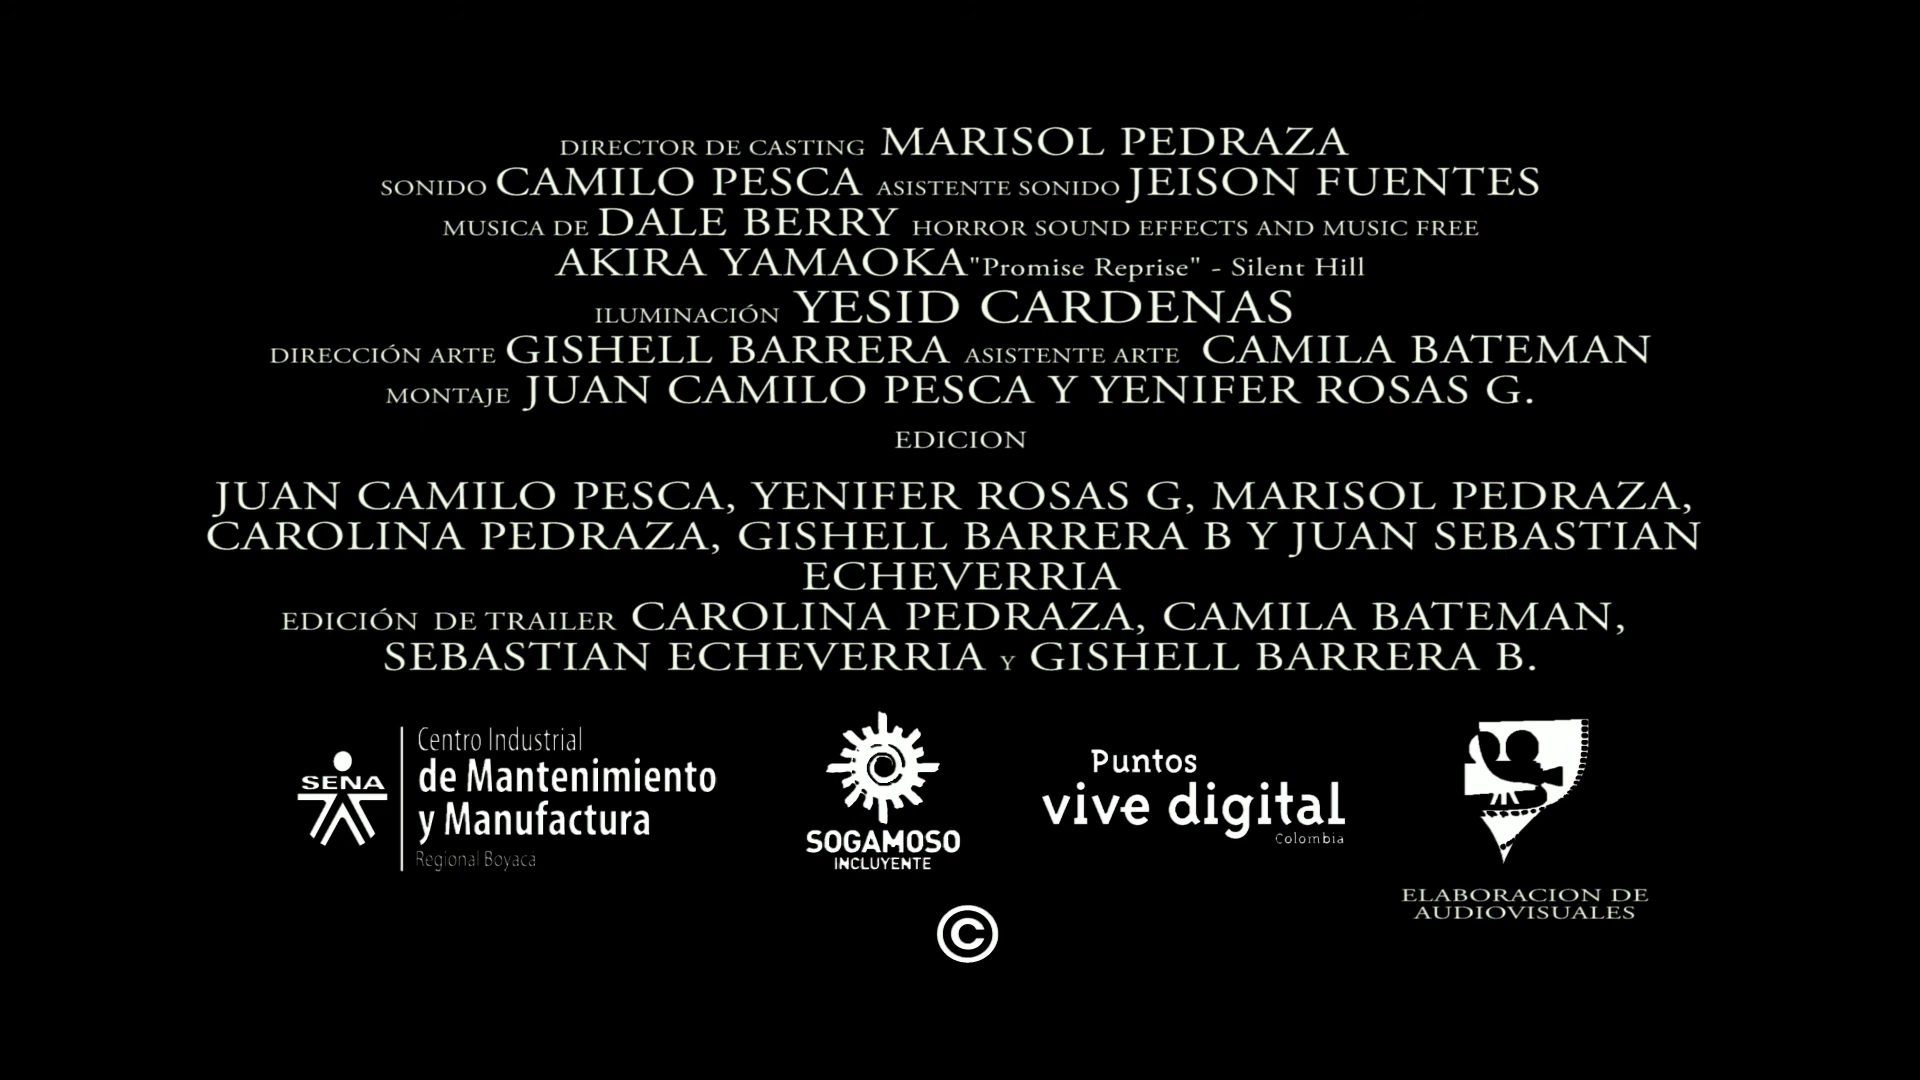 DIRECTOR DE CASTING MARISOL PEDRAZA
SONIDO CAMILO PESCA ASISTENTE SONIDO JEISON FUENTES
MUSICA DE DALE BERRY HORROR SOUND EFFECTS AND MUSIC FREE
AKIRA YAMAOKA "Promise Reprise" - Silent Hill
ILUMINACIÓN YESID CARDENAS
DIRECCIÓN ARTE GISHELL BARRERA ASISTENTE ARTE CAMILA BATEMAN
MONTAJE JUAN CAMILO PESCA Y YENIFER ROSAS G.
EDICION
JUAN CAMILO PESCA, YENIFER ROSAS G, MARISOL PEDRAZA,
CAROLINA PEDRAZA, GISHELL BARRERA B Y JUAN SEBASTIAN
ECHEVERRIA
EDICIÓN DE TRAILER CAROLINA PEDRAZA, CAMILA BATEMAN,
SEBASTIAN ECHEVERRIA Y GISHELL BARRERA B.
SENA
Centro Industrial
de Mantenimiento
y Manufactura
Regional Boyaca
SOGAMOSO
INCLUYENTE
Puntos
vive digital
Colombia
ELABORACION DE
AUDIOVISUALES
©